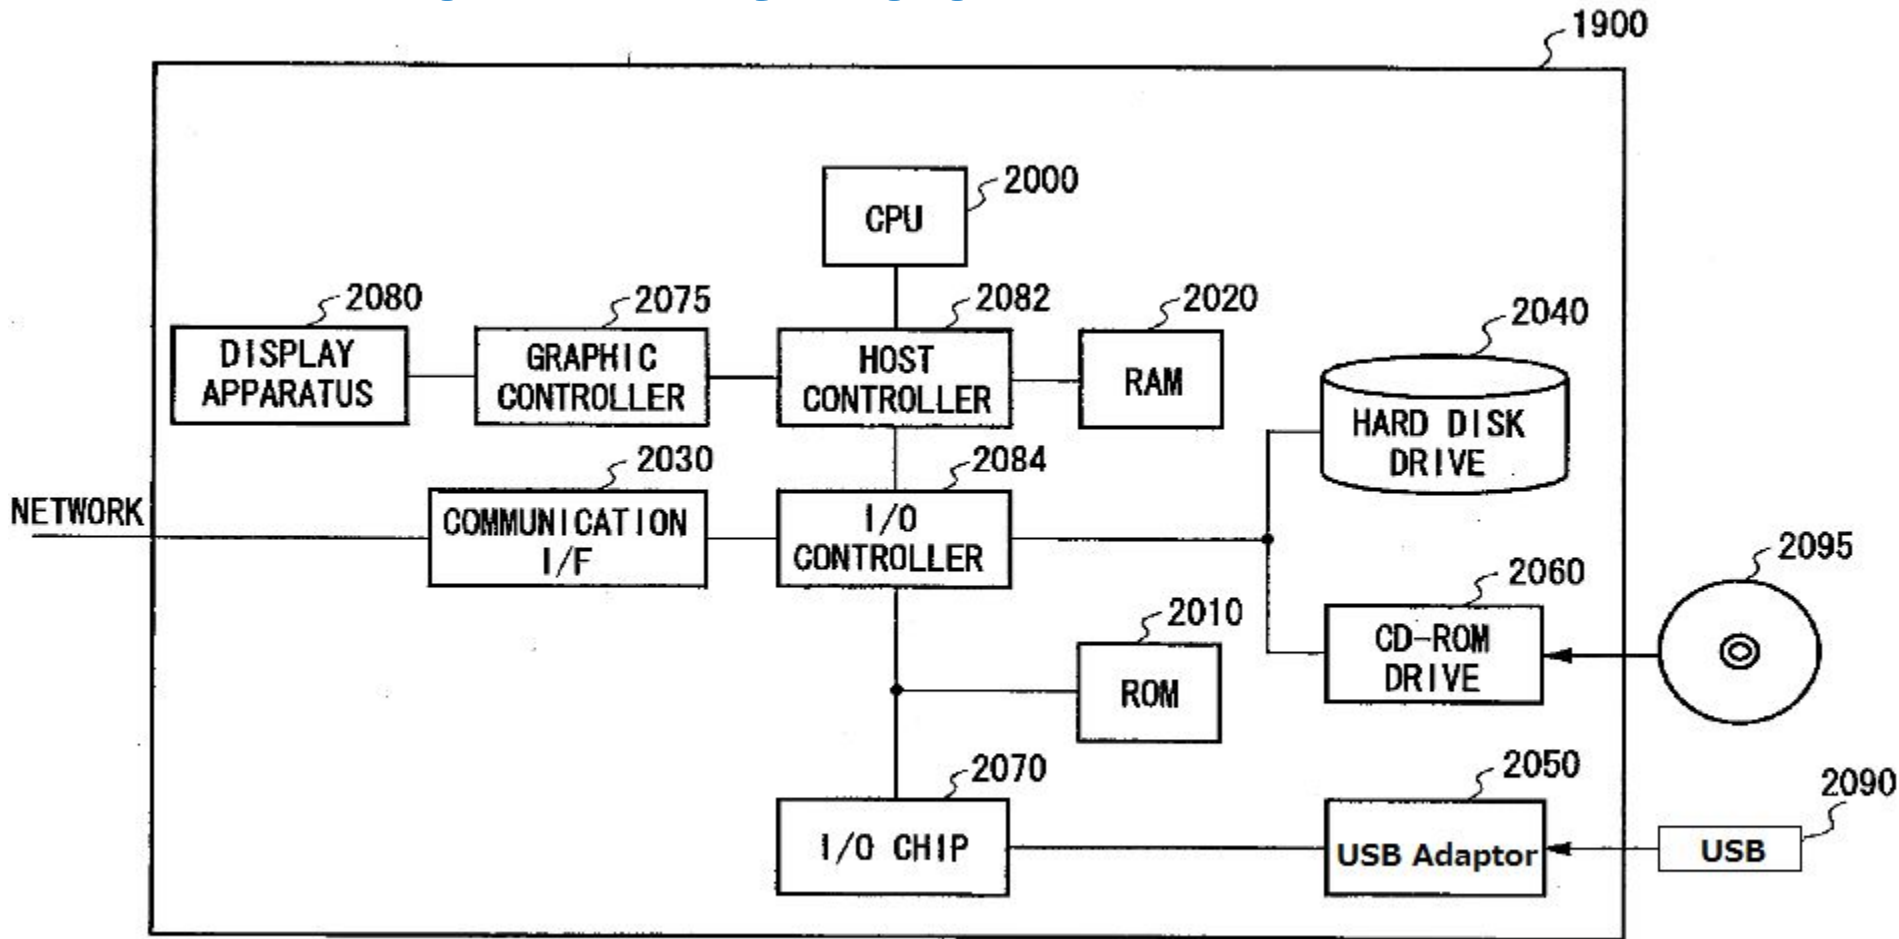 1900
2000
CPU
2080
2075
2082
2020
2040
DISPLAY
APPARATUS
GRAPHIC
CONTROLLER
HOST
CONTROLLER
RAM
HARD DISK
DRIVE
2030
2084
NETWORK
COMMUNICATION
I/F
I/O
CONTROLLER
2095
2060
2010
CD-ROM
DRIVE
ROM
2070
2050
2090
I/O CHIP
USB Adaptor
USB